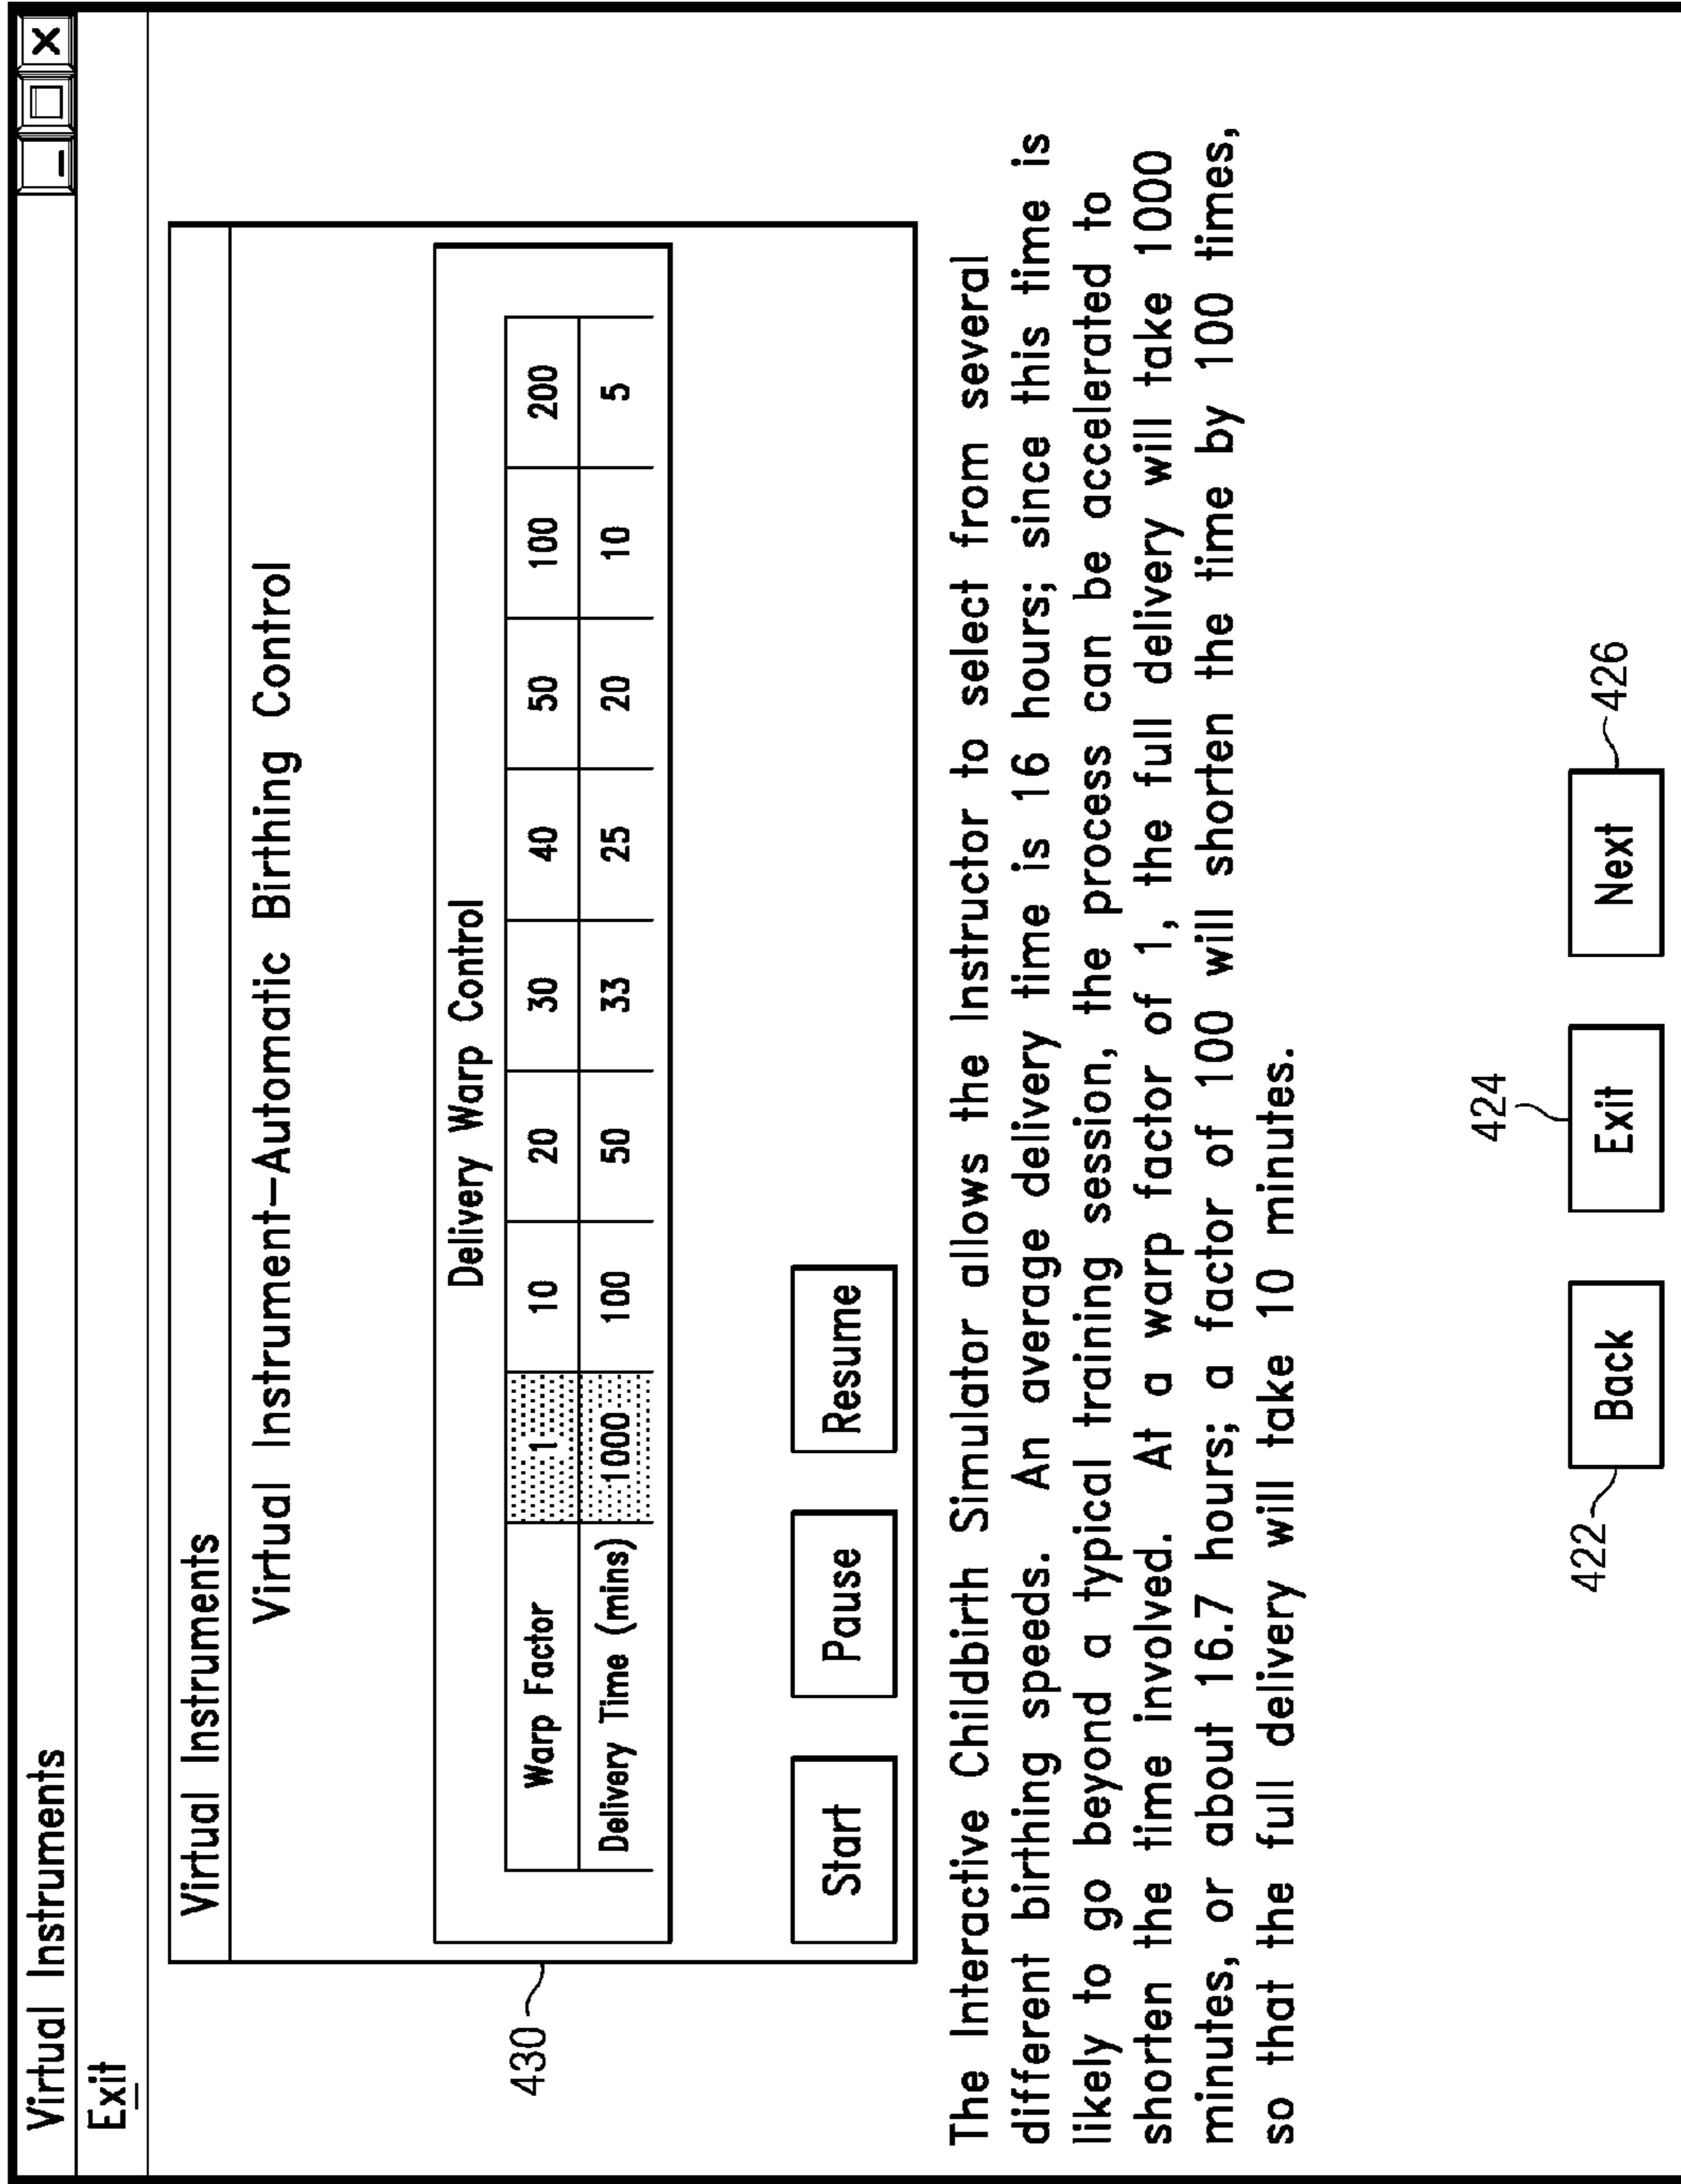 Virtual Instruments
Exit
Virtual Instruments
Virtual Instrument–Automatic Birthing Control
430
Delivery Warp Control
Warp Factor 1 10 20 30 40 50 100 200
Delivery Time (mins) 1000 100 50 33 25 20 10 5
Start Pause Resume
The Interactive Childbirth Simulator allows the Instructor to select from several
different birthing speeds. An average delivery time is 16 hours; since this time is
likely to go beyond a typical training session, the process can be accelerated to
shorten the time involved. At a warp factor of 1, the full delivery will take 1000
minutes, or about 16.7 hours; a factor of 100 will shorten the time by 100 times,
so that the full delivery will take 10 minutes.
424
422 Back Exit Next 426